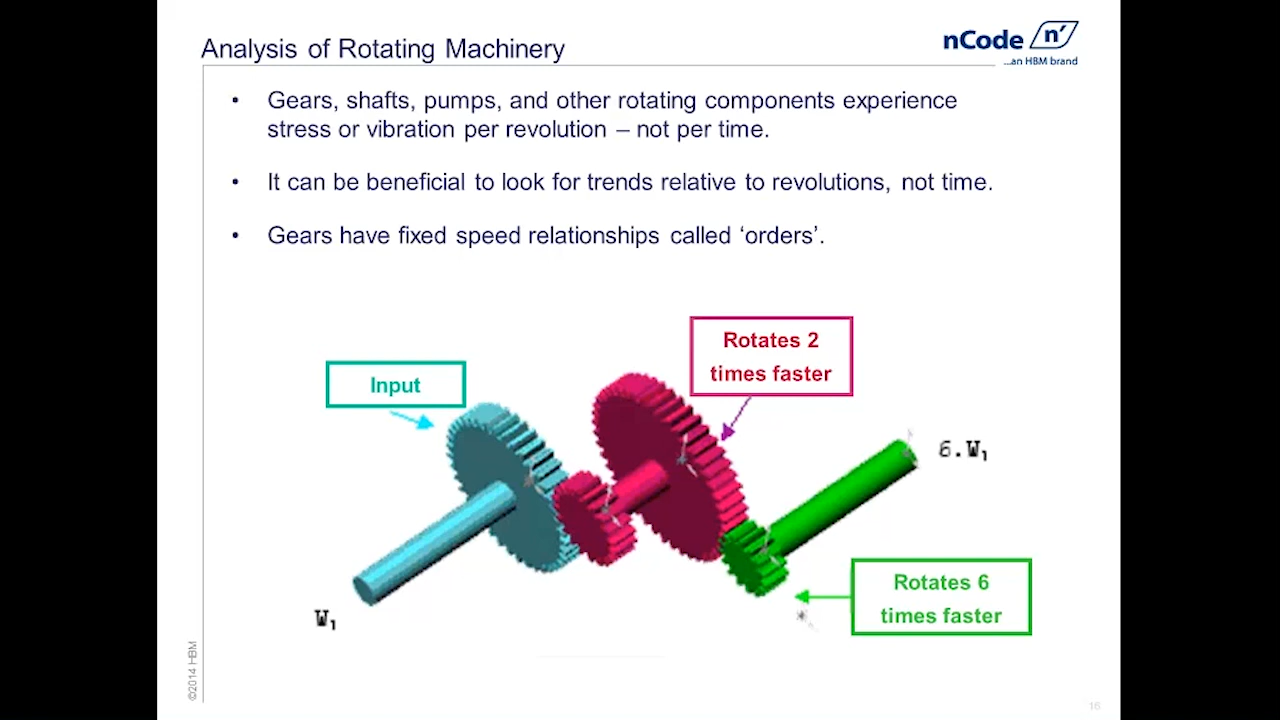 Analysis of Rotating Machinery
nCode n'
...an HBM brand
• Gears, shafts, pumps, and other rotating components experience
stress or vibration per revolution – not per time.
• It can be beneficial to look for trends relative to revolutions, not time.
• Gears have fixed speed relationships called ‘orders’.
Rotates 2
times faster
Input
6.W₁
Rotates 6
times faster
W₁
©2014 HBM
16